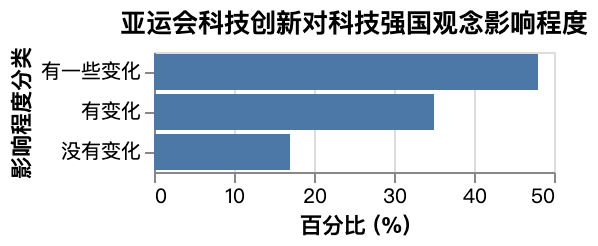 亚运会科技创新对科技强国观念影响程度
影响程度分类
有一些变化
有变化
没有变化
0 10 20 30 40 50
百分比 (%)